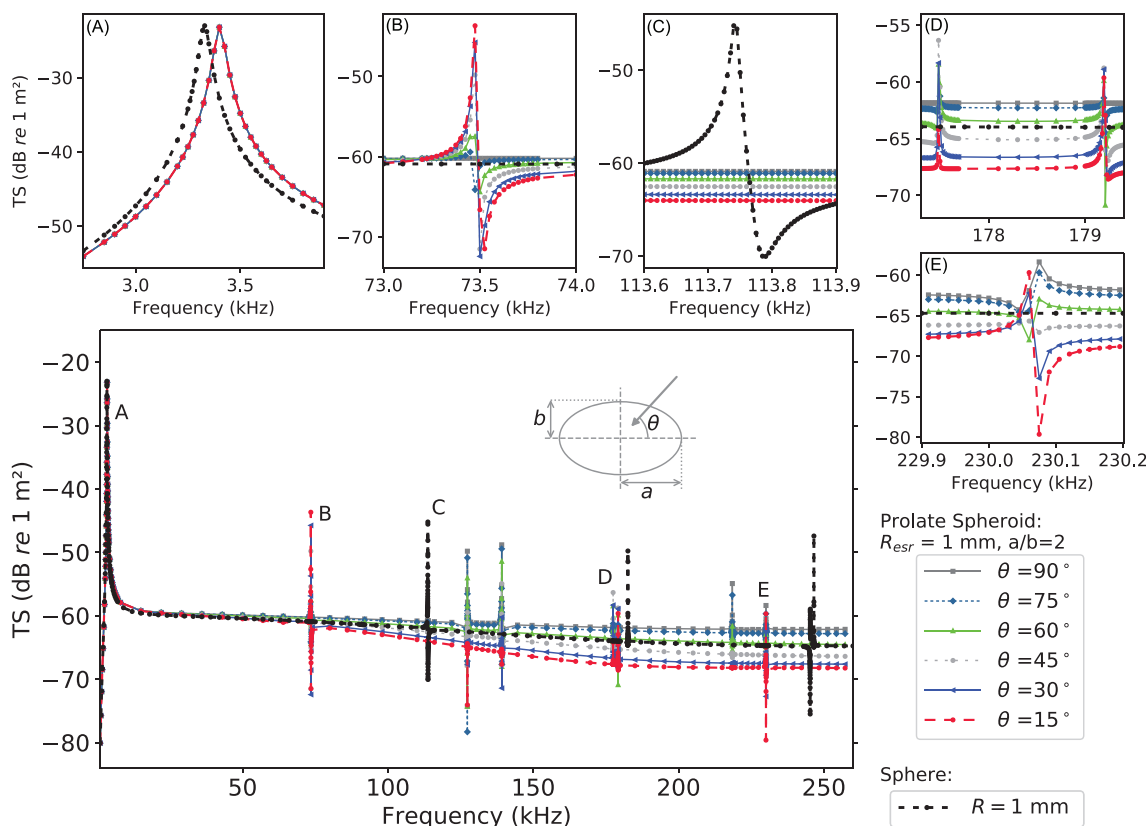 (A)
(B)
(C)
(D)
(E)
TS (dB re 1 m²)
−30
−40
−50
3.0
3.5
Frequency (kHz)
−50
−60
−70
73.0
73.5
74.0
Frequency (kHz)
−50
−60
−70
113.6
113.7
113.8
113.9
Frequency (kHz)
−55
−60
−65
−70
178
179
−60
−65
−70
−75
−80
229.9
230.0
230.1
230.2
Frequency (kHz)
TS (dB re 1 m²)
−20
−30
−40
−50
−60
−70
−80
A
B
C
D
E
b
θ
a
50
100
150
200
250
Frequency (kHz)
Prolate Spheroid:
Resr = 1 mm, a/b=2
θ =90°
θ =75°
θ =60°
θ =45°
θ =30°
θ =15°
Sphere:
R = 1 mm